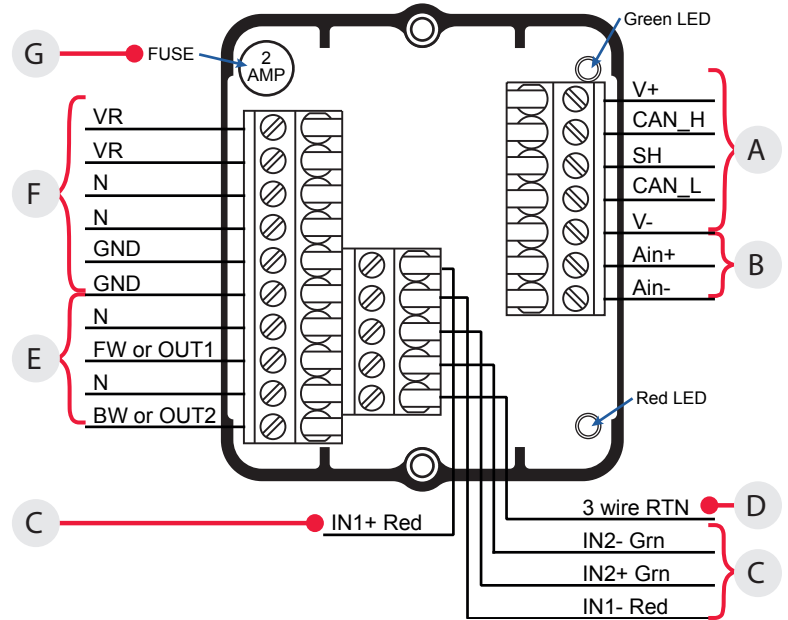 Green LED
G
FUSE
2
AMP
V+
CAN_H
SH
CAN_L
V-
Ain+
Ain-
A
B
VR
VR
N
N
GND
GND
N
FW or OUT1
N
BW or OUT2
F
E
Red LED
C
IN1+ Red
3 wire RTN
D
IN2- Grn
IN2+ Grn
C
IN1- Red